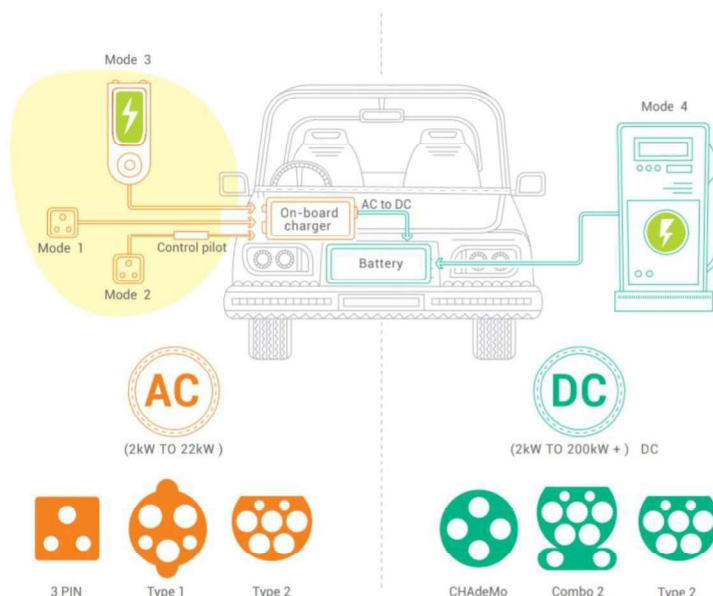 Mode 3
Mode 4
AC to DC
On-board
charger
Mode 1
Control pilot
Battery
Mode 2
AC
DC
(2kW TO 22kW )
(2kW TO 200kW + ) DC
3 PIN
Type 1
Type 2
CHAdeMo
Combo 2
Type 2